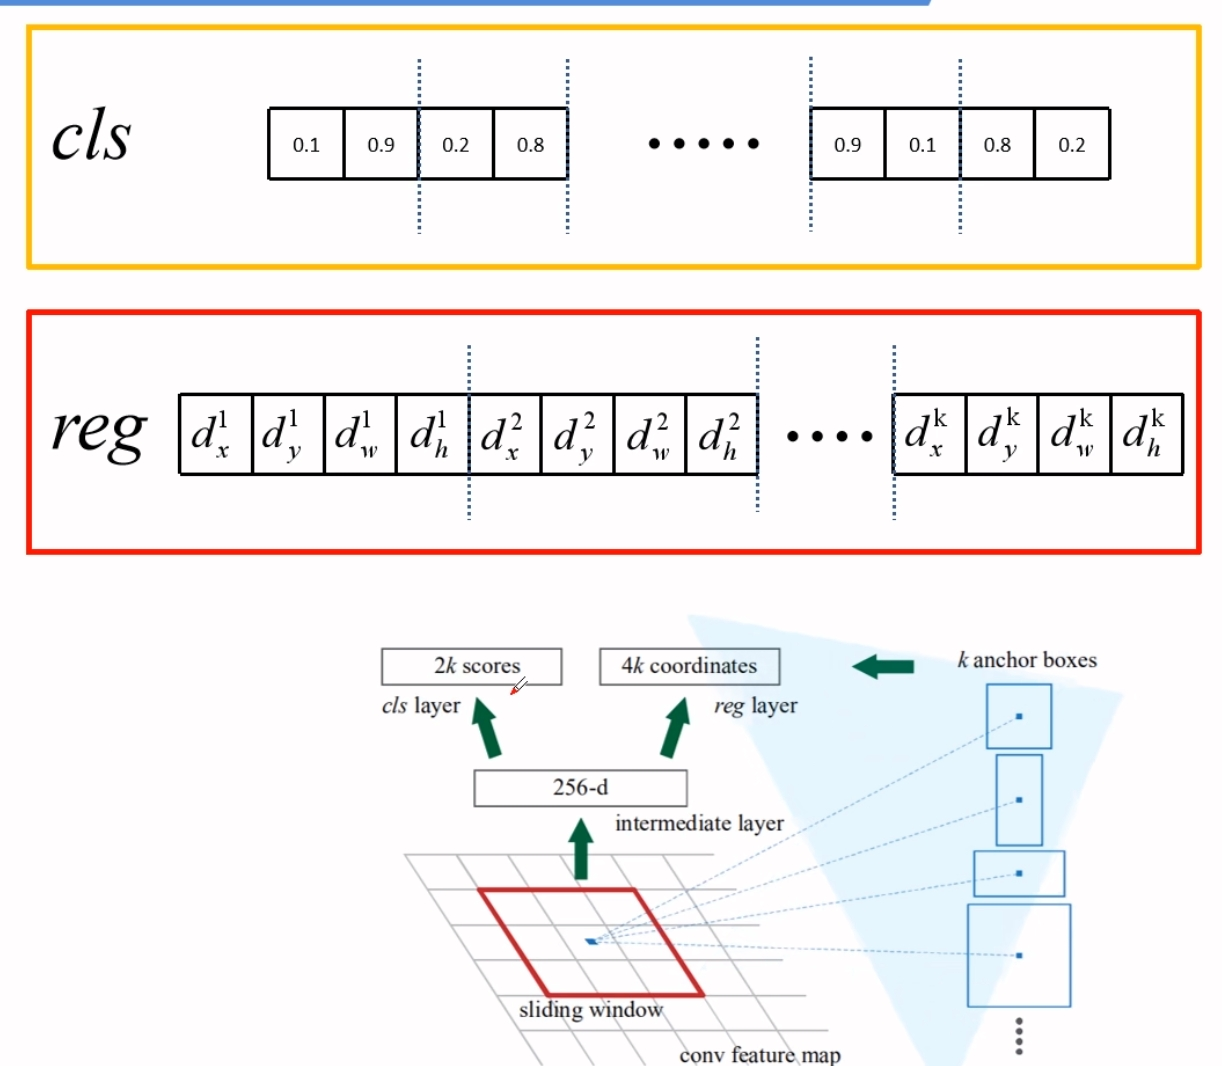 cls 0.1 0.9 0.2 0.8 ..... 0.9 0.1 0.8 0.2
reg d_x^1 d_y^1 d_w^1 d_h^1 d_x^2 d_y^2 d_w^2 d_h^2 .... d_x^k d_y^k d_w^k d_h^k
2k scores 4k coordinates k anchor boxes
cls layer reg layer
256-d
intermediate layer
sliding window
conv feature map